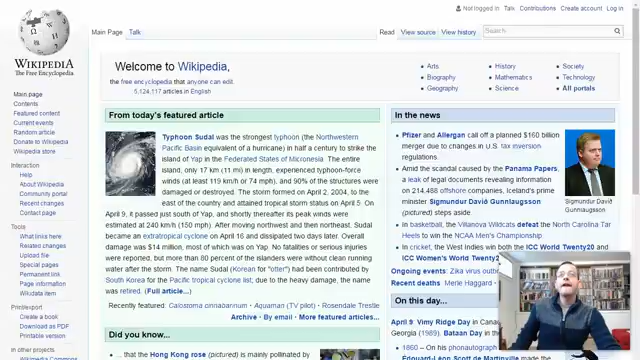 Not logged in Talk Contributions Create account Log in
Main Page Talk
Read View source View history
Search
WIKIPEDIA
The Free Encyclopedia
Main page
Contents
Featured content
Current events
Random article
Donate to Wikipedia
Wikipedia store
Interaction
Help
About Wikipedia
Community portal
Recent changes
Contact page
Tools
What links here
Related changes
Upload file
Special pages
Permanent link
Page information
Wikidata item
Print/export
Create a book
Download as PDF
Printable version
Welcome to Wikipedia,
the free encyclopedia that anyone can edit.
5,124,117 articles in English
Arts
Biography
Geography
History
Mathematics
Science
Society
Technology
All portals
From today's featured article
Typhoon Sudal was the strongest typhoon (the Northwestern
Pacific Basin equivalent of a hurricane) in half a century to strike the
island of Yap in the Federated States of Micronesia. The entire
island, only 17 km (11 mi) in length, experienced typhoon-force
winds (at least 119 km/h or 74 mph), and 90% of the structures were
damaged or destroyed. The storm formed on April 2, 2004, to the
east of the country and attained tropical storm status on April 5. On
April 9, it passed just south of Yap, and shortly thereafter its peak winds were
estimated at 240 km/h (150 mph). After moving northwest and then northeast, Sudal
became an extratropical cyclone on April 16 and dissipated two days later. Overall
damage was $14 million, most of which was on Yap. No fatalities or serious injuries
were reported, but more than 80 percent of the islanders were without clean running
water after the storm. The name Sudal (Korean for "otter") had been contributed by
South Korea for the Pacific tropical cyclone list; due to the heavy damage, the name
was retired. (Full article...)
Recently featured: Calostoma cinnabarinum · Aquaman (TV pilot) · Rosendale Trestle
Archive · By email · More featured articles...
Did you know...
... that the Hong Kong rose (pictured) is mainly pollinated by
In the news
Pfizer and Allergan call off a planned $160 billion
merger due to changes in U.S. tax inversion
regulations.
Amid the scandal caused by the Panama Papers,
a leak of legal documents revealing information
on 214,488 offshore companies, Iceland's prime
minister Sigmundur Davíð Gunnlaugsson
(pictured) steps aside.
Sigmundur Davíð
Gunnlaugsson
In basketball, the Villanova Wildcats defeat the North Carolina Tar
Heels to win the NCAA Men's Championship.
In cricket, the West Indies win both the ICC World Twenty20 and
ICC Women's World Twenty20
Ongoing events: Zika virus
Recent deaths: Merle Haggard
On this day...
April 9: Vimy Ridge Day in
Georgia (1989); Bataan Day in
1860 – On his phonautograph
Édouard-Léon Scott de Martinville